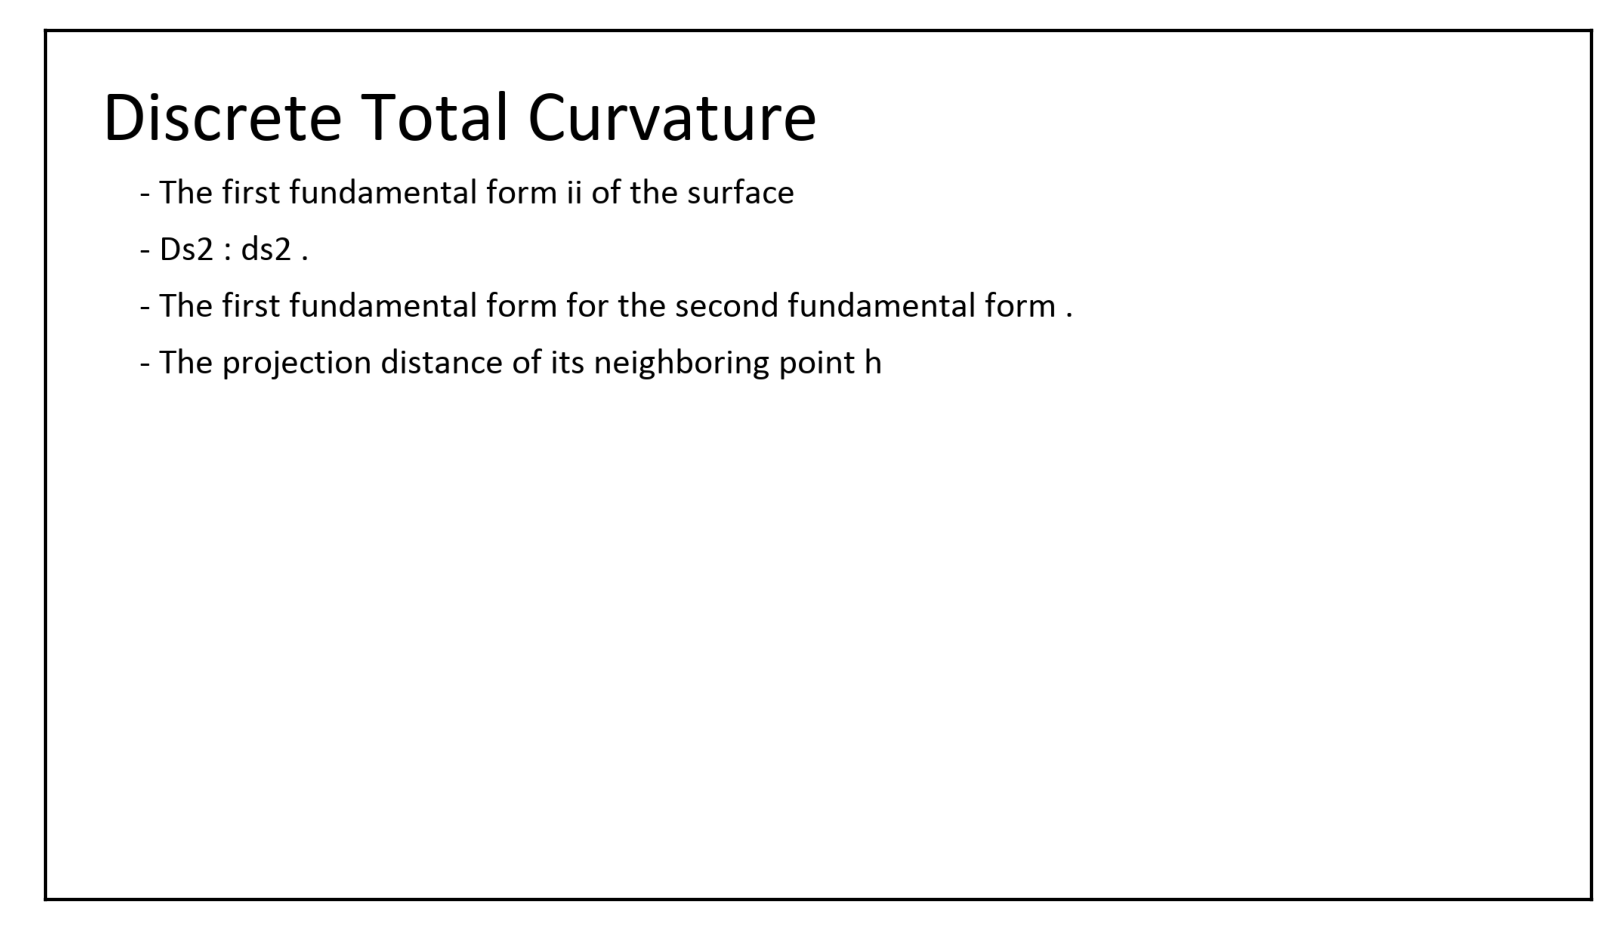 Discrete Total Curvature
- The first fundamental form ii of the surface
- Ds2 : ds2 .
- The first fundamental form for the second fundamental form .
- The projection distance of its neighboring point h